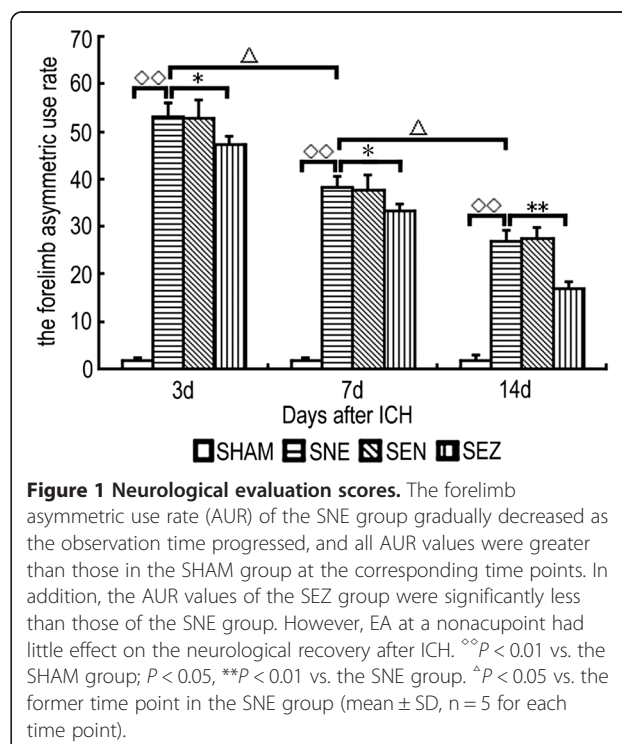 70
60
50
40
30
20
10
0
the forelimb asymmetric use rate
◇◇
*
△
◇◇
*
△
◇◇
**
3d 7d 14d
Days after ICH
SHAM SNE SEN SEZ
Figure 1 Neurological evaluation scores. The forelimb
asymmetric use rate (AUR) of the SNE group gradually decreased as
the observation time progressed, and all AUR values were greater
than those in the SHAM group at the corresponding time points. In
addition, the AUR values of the SEZ group were significantly less
than those of the SNE group. However, EA at a nonacupoint had
little effect on the neurological recovery after ICH. ◇◇P < 0.01 vs. the
SHAM group; P < 0.05, **P < 0.01 vs. the SNE group. △P < 0.05 vs. the
former time point in the SNE group (mean ± SD, n = 5 for each
time point).